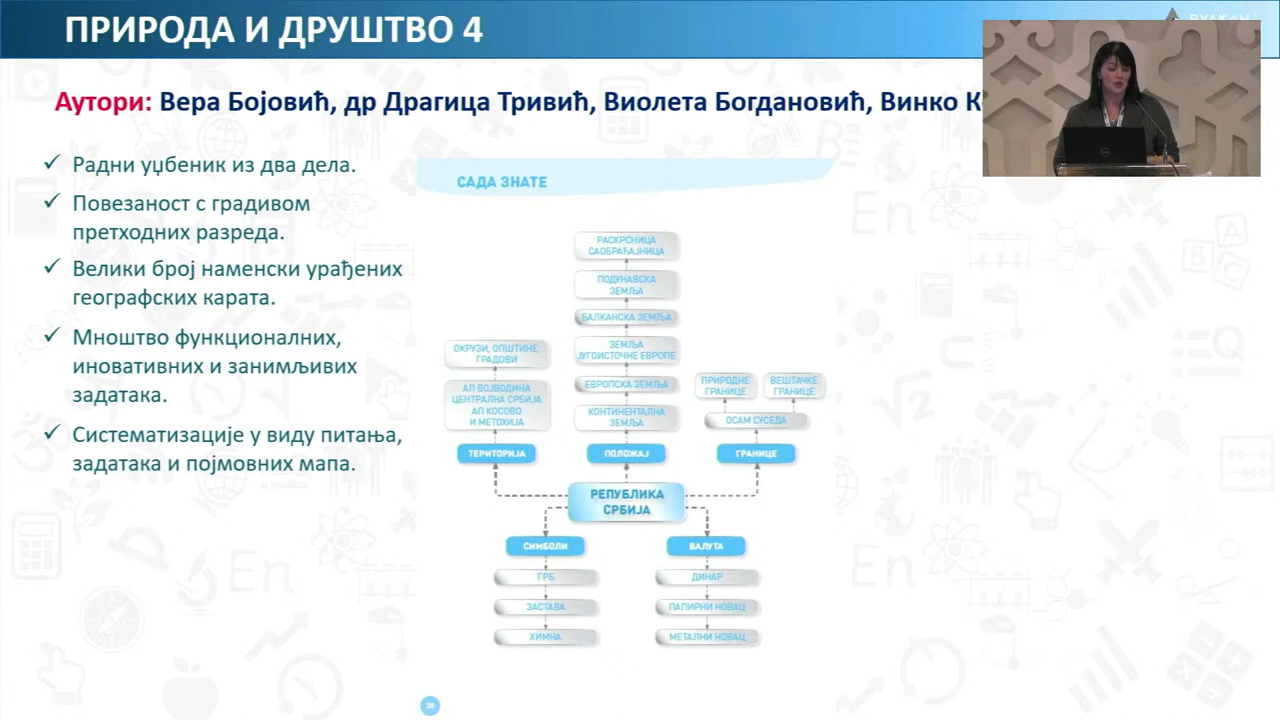 ПРИРОДА И ДРУШТВО 4
Аутори: Вера Бојовић, др Драгица Тривић, Виолета Богдановић, Винко
Радни уџбеник из два дела.
Повезаност с градивом
претходних разреда.
Велики број наменски урађених
географских карата.
Мноштво функционалних,
иновативних и занимљивих
задатака.
Систематизације у виду питања,
задатака и појмовних мапа.
САДА ЗНАТЕ
РАСКРСНИЦА
САОБРАЋАЈНИЦА
ПОДУНАВСКА
ЗЕМЉА
БАЛКАНСКА ЗЕМЉА
ЗЕМЉА
ЈУГОИСТОЧНЕ ЕВРОПЕ
ЕВРОПСКА ЗЕМЉА
КОНТИНЕНТАЛНА
ЗЕМЉА
ПОЛОЖАЈ
ОКРУЗИ, ОПШТИНЕ,
ГРАДОВИ
АП ВОЈВОДИНА
ЦЕНТРАЛНА СРБИЈА
АП КОСОВО
И МЕТОХИЈА
ТЕРИТОРИЈА
ПРИРОДНЕ
ГРАНИЦЕ
ВЕШТАЧКЕ
ГРАНИЦЕ
ОСАМ СУСЕДА
ГРАНИЦЕ
РЕПУБЛИКА
СРБИЈА
СИМБОЛИ
ГРБ
ЗАСТАВА
ХИМНА
ВАЛУТА
ДИНАР
ПАПИРНИ НОВАЦ
МЕТАЛНИ НОВАЦ
30